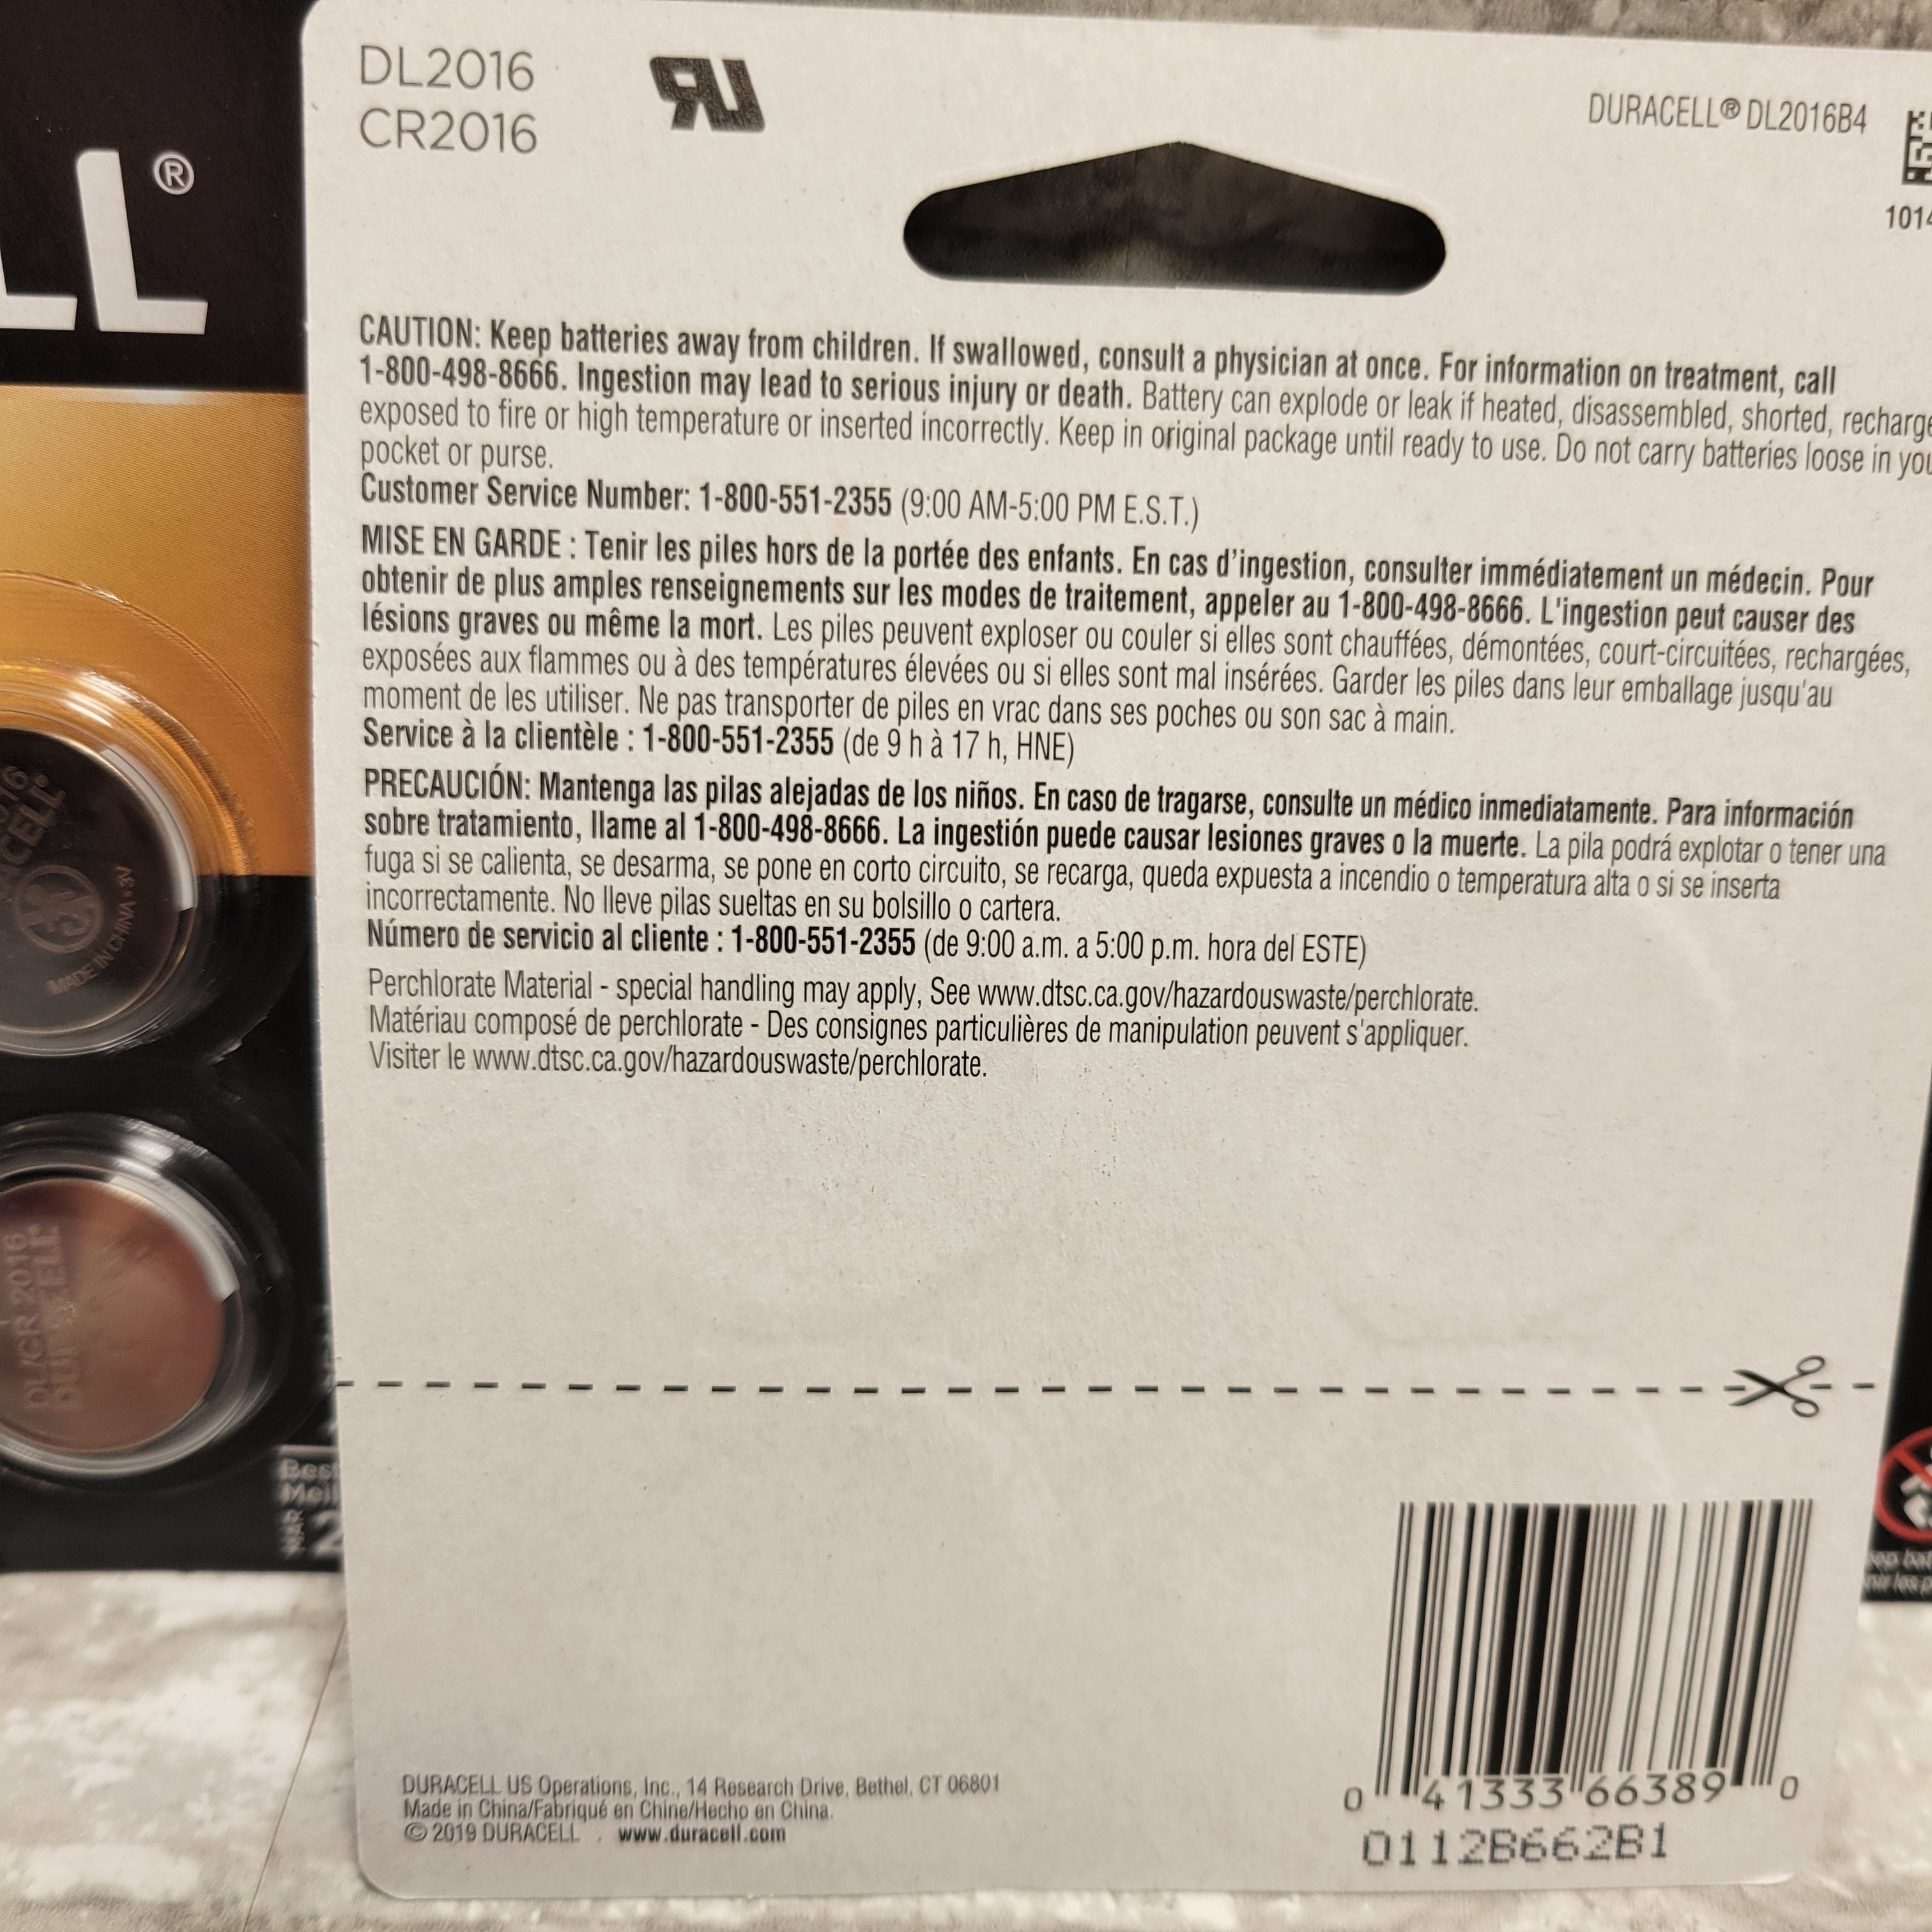 DL2016
CR2016
DURACELL® DL2016B4
1014
LL®
CAUTION: Keep batteries away from children. If swallowed, consult a physician at once. For information on treatment, call
1-800-498-8666. Ingestion may lead to serious injury or death. Battery can explode or leak if heated, disassembled, shorted, recharge
exposed to fire or high temperature or inserted incorrectly. Keep in original package until ready to use. Do not carry batteries loose in you
pocket or purse.
Customer Service Number: 1-800-551-2355 (9:00 AM-5:00 PM E.S.T.)
MISE EN GARDE : Tenir les piles hors de la portée des enfants. En cas d'ingestion, consulter immédiatement un médecin. Pour
obtenir de plus amples renseignements sur les modes de traitement, appeler au 1-800-498-8666. L'ingestion peut causer des
lésions graves ou même la mort. Les piles peuvent exploser ou couler si elles sont chauffées, démontées, court-circuitées, rechargées,
exposées aux flammes ou à des températures élevées ou si elles sont mal insérées. Garder les piles dans leur emballage jusqu'au
moment de les utiliser. Ne pas transporter de piles en vrac dans ses poches ou son sac à main.
Service à la clientèle : 1-800-551-2355 (de 9 h à 17 h, HNE)
PRECAUCIÓN: Mantenga las pilas alejadas de los niños. En caso de tragarse, consulte un médico inmediatamente. Para información
sobre tratamiento, llame al 1-800-498-8666. La ingestión puede causar lesiones graves o la muerte. La pila podrá explotar o tener una
fuga si se calienta, se desarma, se pone en corto circuito, se recarga, queda expuesta a incendio o temperatura alta o si se inserta
incorrectamente. No lleve pilas sueltas en su bolsillo o cartera.
Número de servicio al cliente : 1-800-551-2355 (de 9:00 a.m. a 5:00 p.m. hora del ESTE)
Perchlorate Material - special handling may apply, See www.dtsc.ca.gov/hazardouswaste/perchlorate.
Matériau composé de perchlorate - Des consignes particulières de manipulation peuvent s'appliquer.
Visiter le www.dtsc.ca.gov/hazardouswaste/perchlorate.
MADE IN CHINA • 3V
DL/CR 2016
Best
Meil
MAR
2
DURACELL US Operations, Inc., 14 Research Drive, Bethel, CT 06801
Made in China/Fabriqué en Chine/Hecho en China.
© 2019 DURACELL . www.duracell.com
0 41333 66389 0
0112B662B1